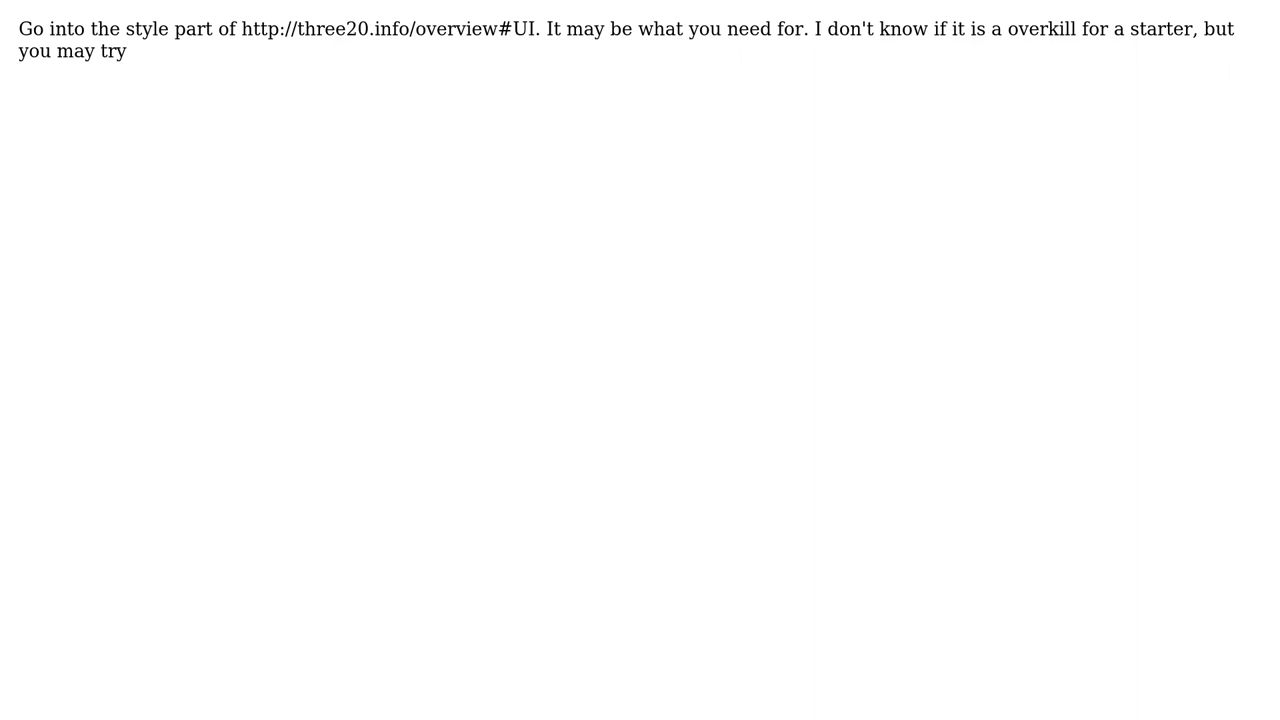 Go into the style part of http://three20.info/overview#UI. It may be what you need for. I don't know if it is a overkill for a starter, but
you may try